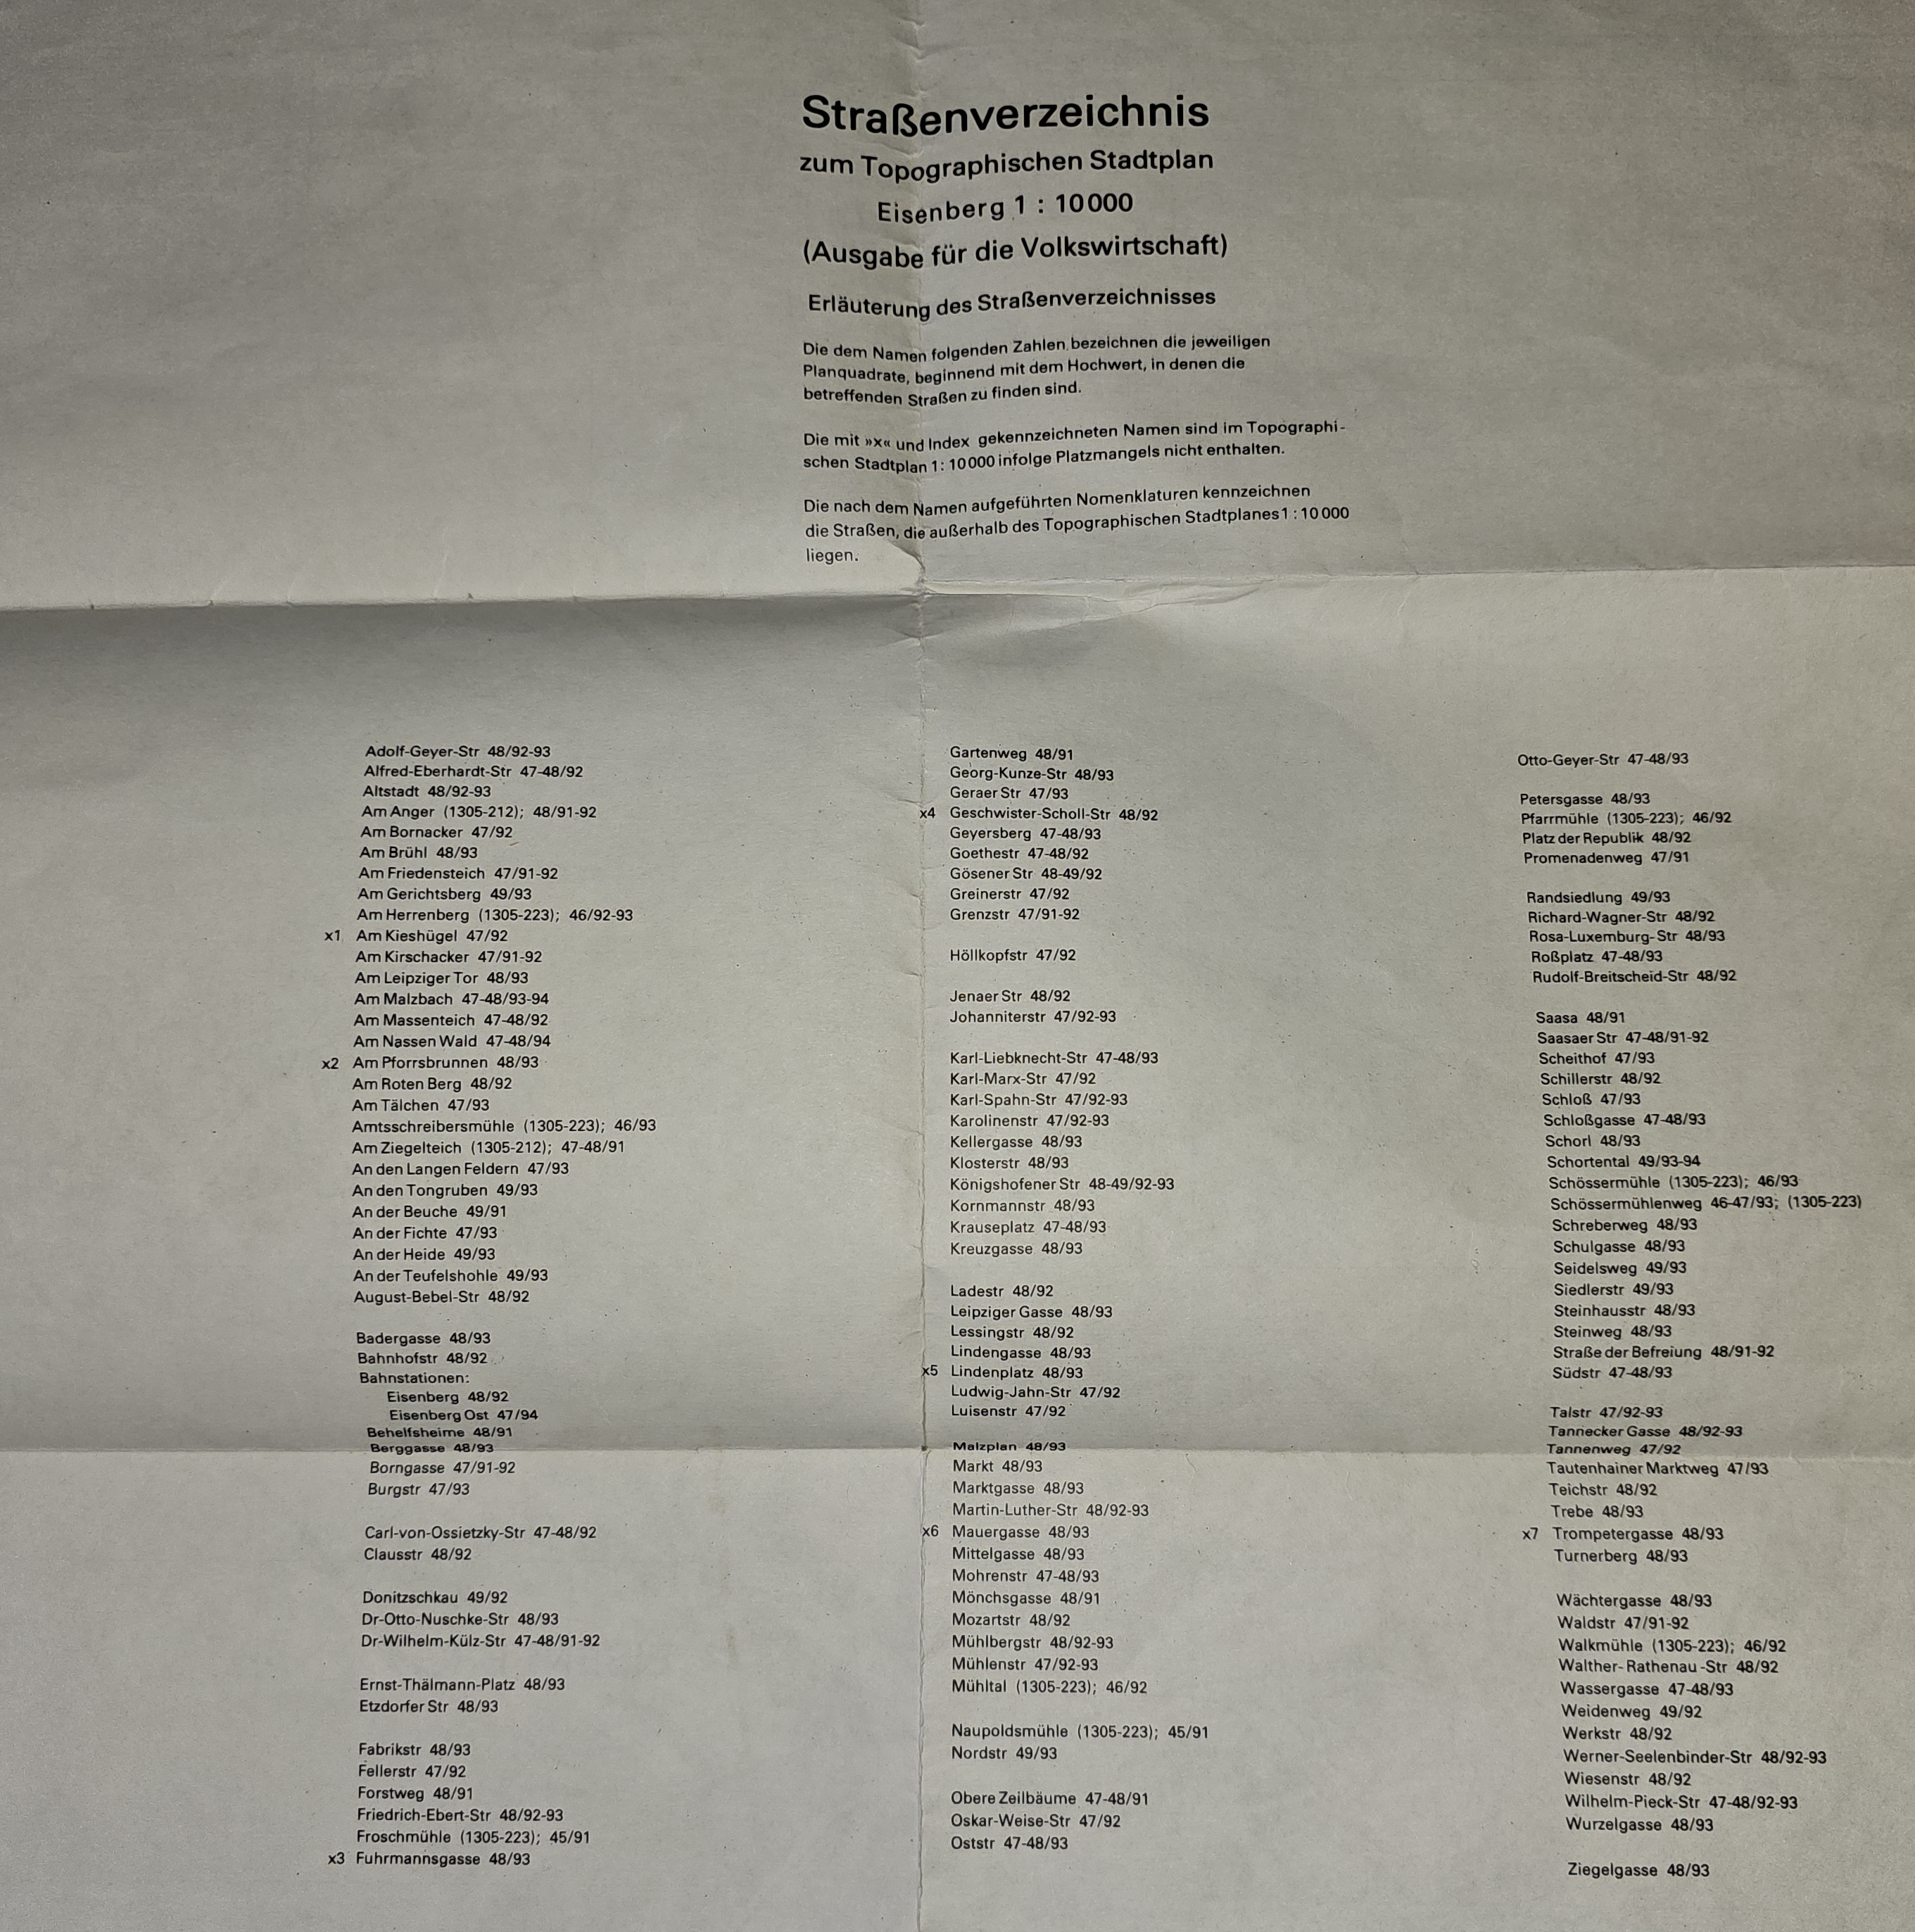 Straßenverzeichnis
zum Topographischen Stadtplan
Eisenberg 1 : 10 000
(Ausgabe für die Volkswirtschaft)
Erläuterung des Straßenverzeichnisses
Die dem Namen folgenden Zahlen bezeichnen die jeweiligen
Planquadrate, beginnend mit dem Hochwert, in denen die
betreffenden Straßen zu finden sind.
Die mit »x« und Index gekennzeichneten Namen sind im Topographi-
schen Stadtplan 1 : 10 000 infolge Platzmangels nicht enthalten.
Die nach dem Namen aufgeführten Nomenklaturen kennzeichnen
die Straßen, die außerhalb des Topographischen Stadtplanes 1 : 10 000
liegen.
Adolf-Geyer-Str 48/92-93
Alfred-Eberhardt-Str 47-48/92
Altstadt 48/92-93
Am Anger (1305-212); 48/91-92
Am Bornacker 47/92
Am Brühl 48/93
Am Friedensteich 47/91-92
Am Gerichtsberg 49/93
Am Herrenberg (1305-223); 46/92-93
x1 Am Kieshügel 47/92
Am Kirschacker 47/91-92
Am Leipziger Tor 48/93
Am Malzbach 47-48/93-94
Am Massenteich 47-48/92
Am Nassen Wald 47-48/94
x2 Am Pforrsbrunnen 48/93
Am Roten Berg 48/92
Am Tälchen 47/93
Amtsschreibersmühle (1305-223); 46/93
Am Ziegelteich (1305-212); 47-48/91
An den Langen Feldern 47/93
An den Tongruben 49/93
An der Beuche 49/91
An der Fichte 47/93
An der Heide 49/93
An der Teufelshohle 49/93
August-Bebel-Str 48/92
Badergasse 48/93
Bahnhofstr 48/92
Bahnstationen:
Eisenberg 48/92
Eisenberg Ost 47/94
Behelfsheime 48/91
Berggasse 48/93
Borngasse 47/91-92
Burgstr 47/93
Carl-von-Ossietzky-Str 47-48/92
Clausstr 48/92
Donitzschkau 49/92
Dr-Otto-Nuschke-Str 48/93
Dr-Wilhelm-Külz-Str 47-48/91-92
Ernst-Thälmann-Platz 48/93
Etzdorfer Str 48/93
Fabrikstr 48/93
Fellerstr 47/92
Forstweg 48/91
Friedrich-Ebert-Str 48/92-93
Froschmühle (1305-223); 45/91
x3 Fuhrmannsgasse 48/93
Gartenweg 48/91
Georg-Kunze-Str 48/93
Geraer Str 47/93
x4 Geschwister-Scholl-Str 48/92
Geyersberg 47-48/93
Goethestr 47-48/92
Gösener Str 48-49/92
Greinerstr 47/92
Grenzstr 47/91-92
Höllkopfstr 47/92
Jenaer Str 48/92
Johanniterstr 47/92-93
Karl-Liebknecht-Str 47-48/93
Karl-Marx-Str 47/92
Karl-Spahn-Str 47/92-93
Karolinenstr 47/92-93
Kellergasse 48/93
Klosterstr 48/93
Königshofener Str 48-49/92-93
Kornmannstr 48/93
Krauseplatz 47-48/93
Kreuzgasse 48/93
Ladestr 48/92
Leipziger Gasse 48/93
Lessingstr 48/92
Lindengasse 48/93
x5 Lindenplatz 48/93
Ludwig-Jahn-Str 47/92
Luisenstr 47/92
Malzplan 48/93
Markt 48/93
Marktgasse 48/93
Martin-Luther-Str 48/92-93
x6 Mauergasse 48/93
Mittelgasse 48/93
Mohrenstr 47-48/93
Mönchsgasse 48/91
Mozartstr 48/92
Mühlbergstr 48/92-93
Mühlenstr 47/92-93
Mühltal (1305-223); 46/92
Naupoldsmühle (1305-223); 45/91
Nordstr 49/93
Obere Zeilbäume 47-48/91
Oskar-Weise-Str 47/92
Oststr 47-48/93
Otto-Geyer-Str 47-48/93
Petersgasse 48/93
Pfarrmühle (1305-223); 46/92
Platz der Republik 48/92
Promenadenweg 47/91
Randsiedlung 49/93
Richard-Wagner-Str 48/92
Rosa-Luxemburg-Str 48/93
Roßplatz 47-48/93
Rudolf-Breitscheid-Str 48/92
Saasa 48/91
Saasaer Str 47-48/91-92
Scheithof 47/93
Schillerstr 48/92
Schloß 47/93
Schloßgasse 47-48/93
Schorl 48/93
Schortental 49/93-94
Schössermühle (1305-223); 46/93
Schössermühlenweg 46-47/93; (1305-223)
Schreberweg 48/93
Schulgasse 48/93
Seidelsweg 49/93
Siedlerstr 49/93
Steinhausstr 48/93
Steinweg 48/93
Straße der Befreiung 48/91-92
Südstr 47-48/93
Talstr 47/92-93
Tannecker Gasse 48/92-93
Tannenweg 47/92
Tautenhainer Marktweg 47/93
Teichstr 48/92
Trebe 48/93
x7 Trompetergasse 48/93
Turnerberg 48/93
Wächtergasse 48/93
Waldstr 47/91-92
Walkmühle (1305-223); 46/92
Walther-Rathenau-Str 48/92
Wassergasse 47-48/93
Weidenweg 49/92
Werkstr 48/92
Werner-Seelenbinder-Str 48/92-93
Wiesenstr 48/92
Wilhelm-Pieck-Str 47-48/92-93
Wurzelgasse 48/93
Ziegelgasse 48/93